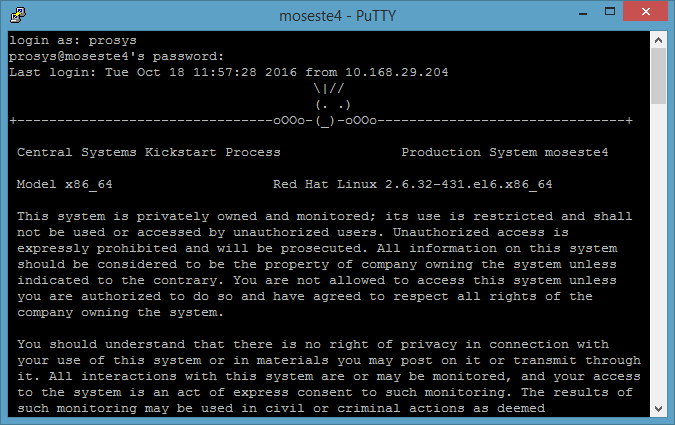 moseste4 - PuTTY
login as: prosys
prosys@moseste4's password:
Last login: Tue Oct 18 11:57:28 2016 from 10.168.29.204
\|//
(. .)
+--------------------------------oOOo-(_)-oOOo-------------------------------+
Central Systems Kickstart Process Production System moseste4
Model x86_64 Red Hat Linux 2.6.32-431.el6.x86_64
This system is privately owned and monitored; its use is restricted and shall
not be used or accessed by unauthorized users. Unauthorized access is
expressly prohibited and will be prosecuted. All information on this system
should be considered to be the property of company owning the system unless
indicated to the contrary. You are not allowed to access this system unless
you are authorized to do so and have agreed to respect all rights of the
company owning the system.
You should understand that there is no right of privacy in connection with
your use of this system or in materials you may post on it or transmit through
it. All interactions with this system are or may be monitored, and your access
to the system is an act of express consent to such monitoring. The results of
such monitoring may be used in civil or criminal actions as deemed